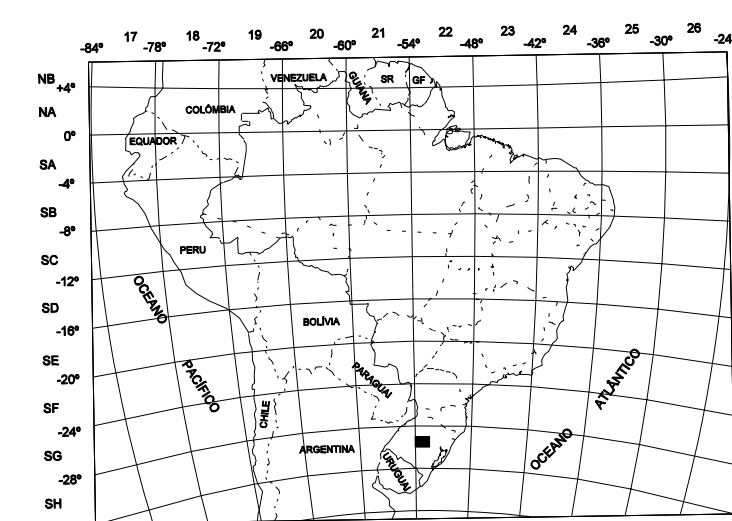 17 18 19 20 21 22 23 24 25 26
-84° -78° -72° -66° -60° -54° -48° -42° -36° -30° -24°
NB
+4°
NA
0°
SA
-4°
SB
-8°
SC
-12°
SD
-16°
SE
-20°
SF
-24°
SG
-28°
SH
VENEZUELA
GUIANA
SR
GF
COLÔMBIA
EQUADOR
PERU
OCEANO
PACÍFICO
BOLÍVIA
PARAGUAI
CHILE
ARGENTINA
URUGUAI
OCEANO
ATLÂNTICO